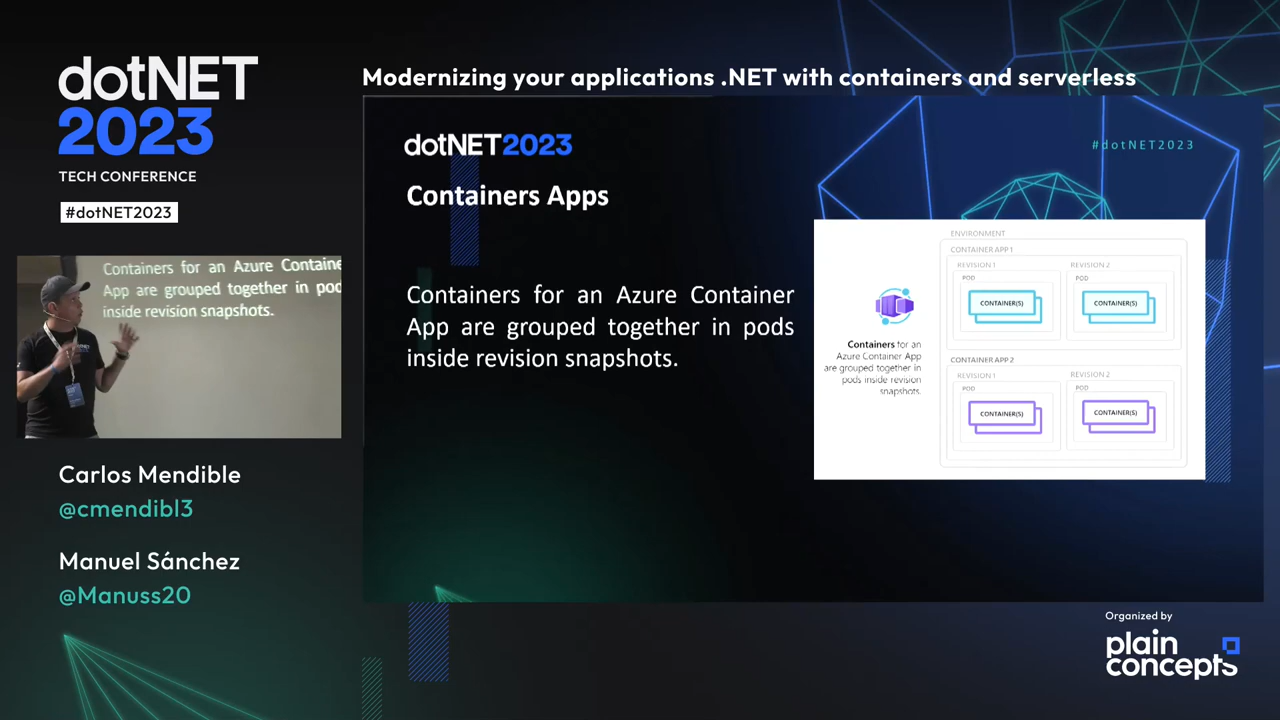 dotNET
2023
TECH CONFERENCE
#dotNET2023
Containers for an Azure Containe
App are grouped together in pod
inside revision snapshots.
Carlos Mendible
@cmendibl3
Manuel Sánchez
@Manuss20
Modernizing your applications .NET with containers and serverless
dotNET2023
#dotNET2023
Containers Apps
Containers for an Azure Container
App are grouped together in pods
inside revision snapshots.
Containers for an
Azure Container App
are grouped together in
pods inside revision
snapshots.
ENVIRONMENT
CONTAINER APP 1
REVISION 1
REVISION 2
POD
POD
CONTAINER(S)
CONTAINER(S)
CONTAINER APP 2
REVISION 1
REVISION 2
POD
POD
CONTAINER(S)
CONTAINER(S)
Organized by
plain
concepts